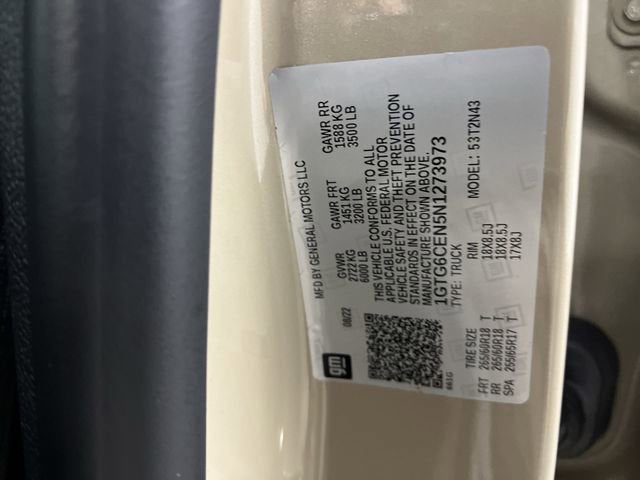 gm
MFD BY GENERAL MOTORS LLC
08/22
GVWR
2722 KG
6000 LB
GAWR FRT
1451 KG
3200 LB
GAWR RR
1588 KG
3500 LB
THIS VEHICLE CONFORMS TO ALL
APPLICABLE U.S. FEDERAL MOTOR
VEHICLE SAFETY AND THEFT PREVENTION
STANDARDS IN EFFECT ON THE DATE OF
MANUFACTURE SHOWN ABOVE.
1GTG6CEN5N1273973
TYPE: TRUCK
MODEL: 53T2N43
661G
TIRE SIZE RIM
FRT 265/60R18 T 18X8.5J
RR 265/60R18 T 18X8.5J
SPA 265/65R17 T 17X8J